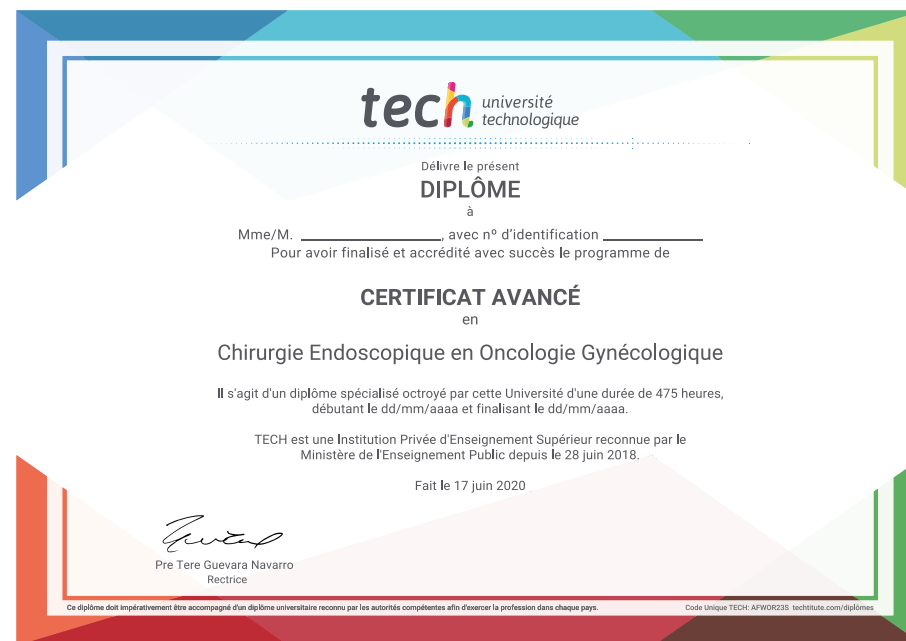 tech université
technologique
Délivre le présent
DIPLÔME
à
Mme/M. ____________________, avec nº d'identification ______________
Pour avoir finalisé et accrédité avec succès le programme de
CERTIFICAT AVANCÉ
en
Chirurgie Endoscopique en Oncologie Gynécologique
Il s'agit d'un diplôme spécialisé octroyé par cette Université d'une durée de 475 heures,
débutant le dd/mm/aaaa et finalisant le dd/mm/aaaa.
TECH est une Institution Privée d'Enseignement Supérieur reconnue par le
Ministère de l'Enseignement Public depuis le 28 juin 2018.
Fait le 17 juin 2020
Pre Tere Guevara Navarro
Rectrice
Ce diplôme doit impérativement être accompagné d'un diplôme universitaire reconnu par les autorités compétentes afin d'exercer la profession dans chaque pays.
Code Unique TECH: AFWOR23S techtitute.com/diplômes